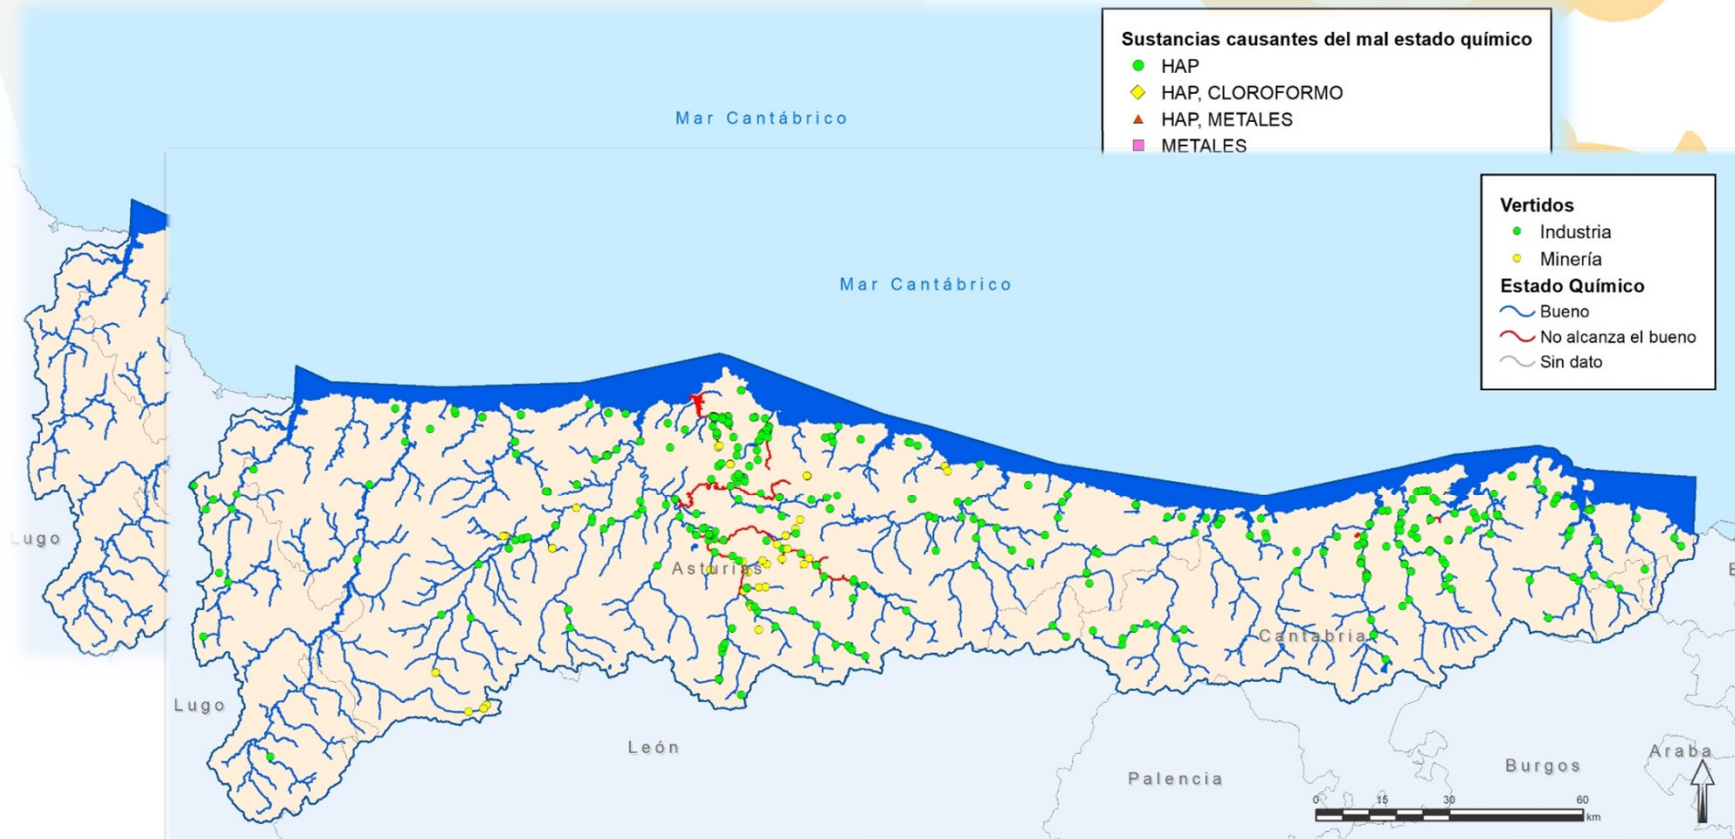 Sustancias causantes del mal estado químico
HAP
HAP, CLOROFORMO
HAP, METALES
METALES
Mar Cantábrico
Vertidos
Industria
Minería
Estado Químico
Bueno
No alcanza el bueno
Sin dato
Mar Cantábrico
Lugo
Asturias
Cantabria
Lugo
León
Palencia
Burgos
Araba
0 15 30 60
km